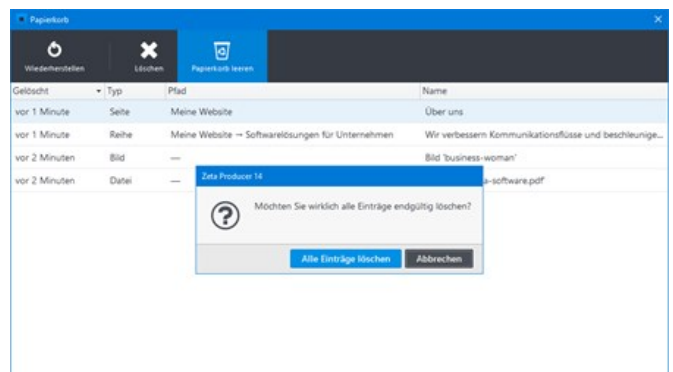 Papierkorb
Wiederherstellen Löschen Papierkorb leeren
Gelöscht Typ Pfad Name
vor 1 Minute Seite Meine Website Über uns
vor 1 Minute Reihe Meine Website → Softwarelösungen für Unternehmen Wir verbessern Kommunikationsflüsse und beschleunige...
vor 2 Minuten Bild — Bild 'business-woman'
vor 2 Minuten Datei — a-software.pdf'
Zeta Producer 14
Möchten Sie wirklich alle Einträge endgültig löschen?
Alle Einträge löschen Abbrechen